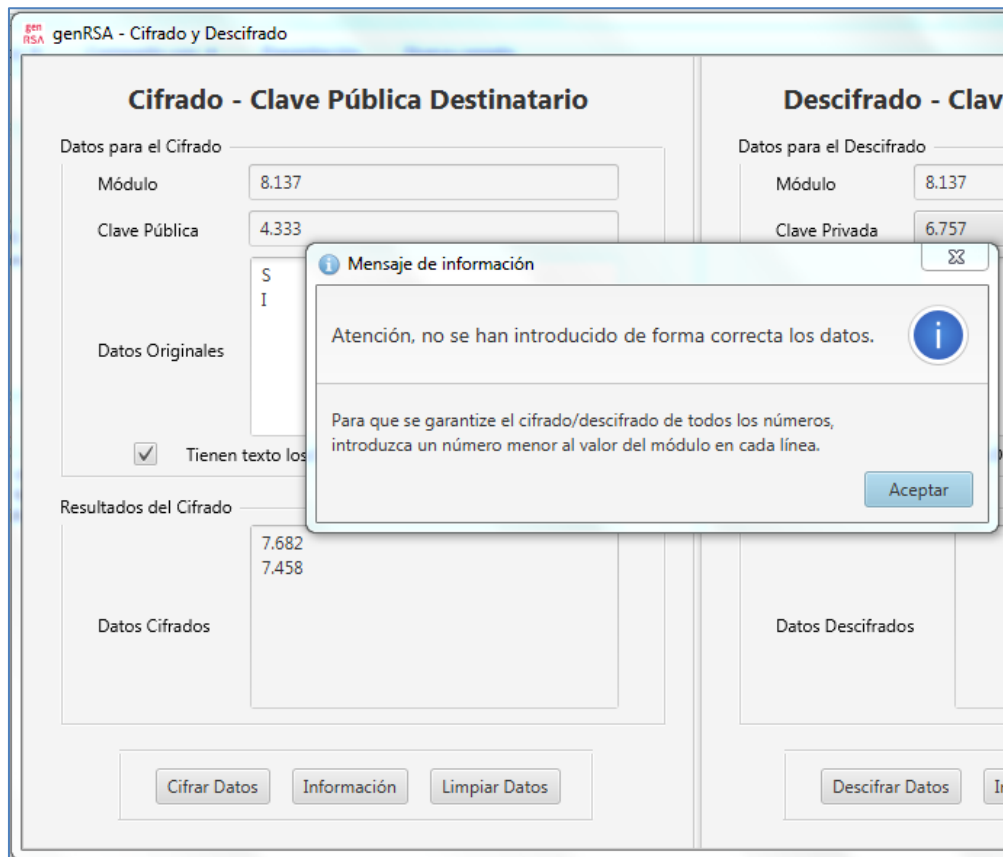 gen
RSA
genRSA - Cifrado y Descifrado
Cifrado - Clave Pública Destinatario
Datos para el Cifrado
Módulo
8.137
Clave Pública
4.333
Datos Originales
S
I
Tienen texto los
Resultados del Cifrado
Datos Cifrados
7.682
7.458
Cifrar Datos
Información
Limpiar Datos
Descifrado - Clav
Datos para el Descifrado
Módulo
8.137
Clave Privada
6.757
Mensaje de información
Atención, no se han introducido de forma correcta los datos.
Para que se garantize el cifrado/descifrado de todos los números,
introduzca un número menor al valor del módulo en cada línea.
Aceptar
Datos Descifrados
Descifrar Datos